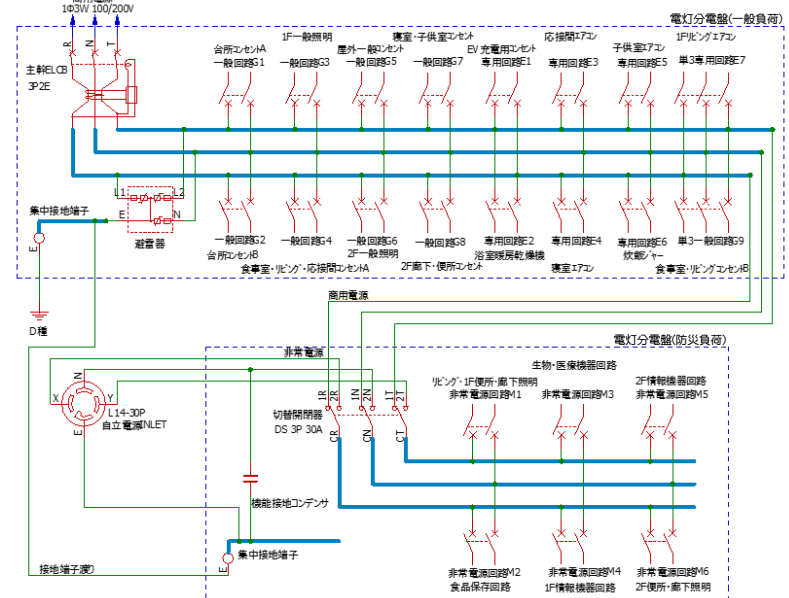 商用電源
1Φ3W 100/200V
電灯分電盤(一般負荷)
R
N
T
主幹ELCB
3P2E
台所コンセントA
一般回路G1
1F一般照明
一般回路G3
屋外一般コンセント
一般回路G5
寝室・子供室コンセント
一般回路G7
EV充電用コンセント
専用回路E1
応接間エアコン
専用回路E3
子供室エアコン
専用回路E5
1Fリビングエアコン
単3専用回路E7
L1
L2
E
N
避雷器
集中接地端子
E
D種
一般回路G2
台所コンセントB
一般回路G4
食事室・リビング・応接間コンセントA
一般回路G6
2F一般照明
一般回路G8
2F廊下・便所コンセント
専用回路E2
浴室暖房乾燥機
専用回路E4
寝室エアコン
専用回路E6
炊飯ジャー
単3一般回路G9
食事室・リビングコンセントB
商用電源
電灯分電盤(防災負荷)
非常電源
N
X
Y
E
L14-30P
自立電源INLET
切替開閉器
DS 3P 30A
1R
2R
1N
2N
1T
2T
CR
CN
CT
リビング・1F便所・廊下照明
非常電源回路M1
生物・医療機器回路
非常電源回路M3
2F情報機器回路
非常電源回路M5
機能接地コンデンサ
集中接地端子
E
接地端子渡り
非常電源回路M2
食品保存回路
非常電源回路M4
1F情報機器回路
非常電源回路M6
2F便所・廊下照明